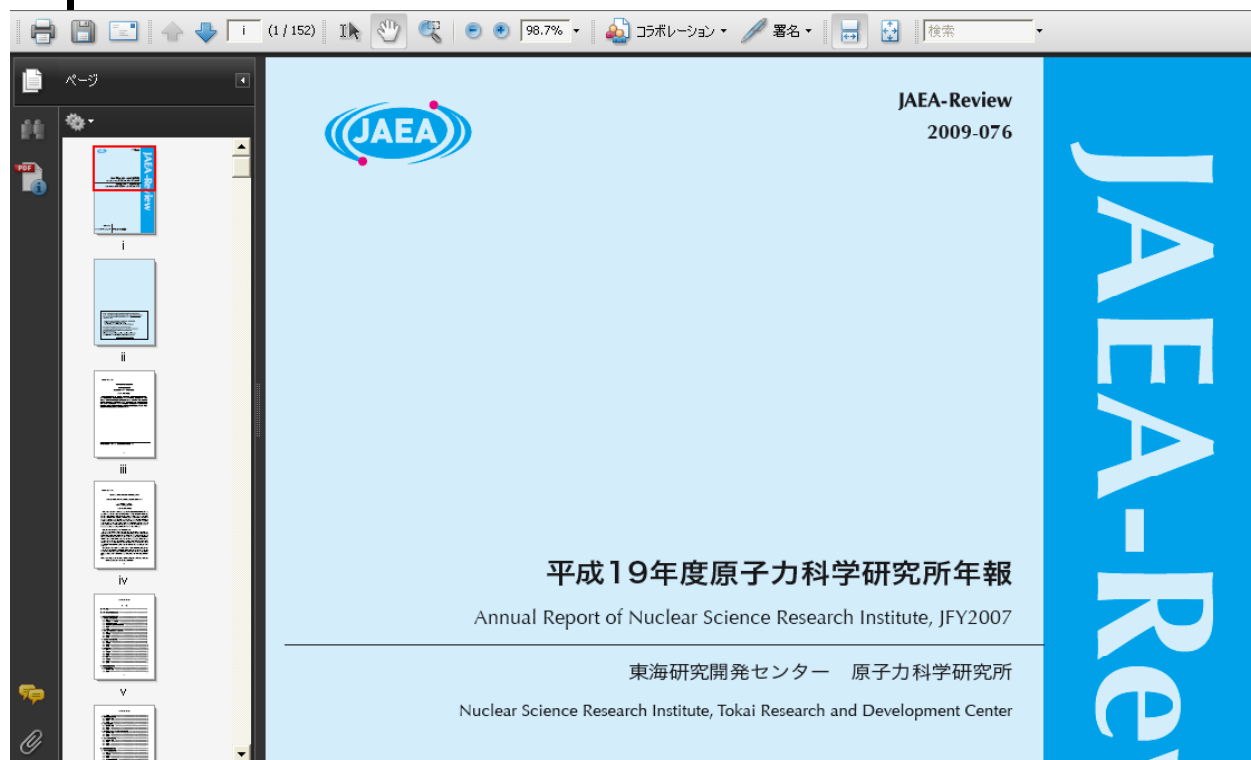 i
(1 / 152)
98.7%
コラボレーション
署名
検索
ページ
i
ii
iii
iv
v
JAEA
JAEA-Review
2009-076
平成19年度原子力科学研究所年報
Annual Report of Nuclear Science Research Institute, JFY2007
東海研究開発センター　原子力科学研究所
Nuclear Science Research Institute, Tokai Research and Development Center
JAEA-Rev
PDF